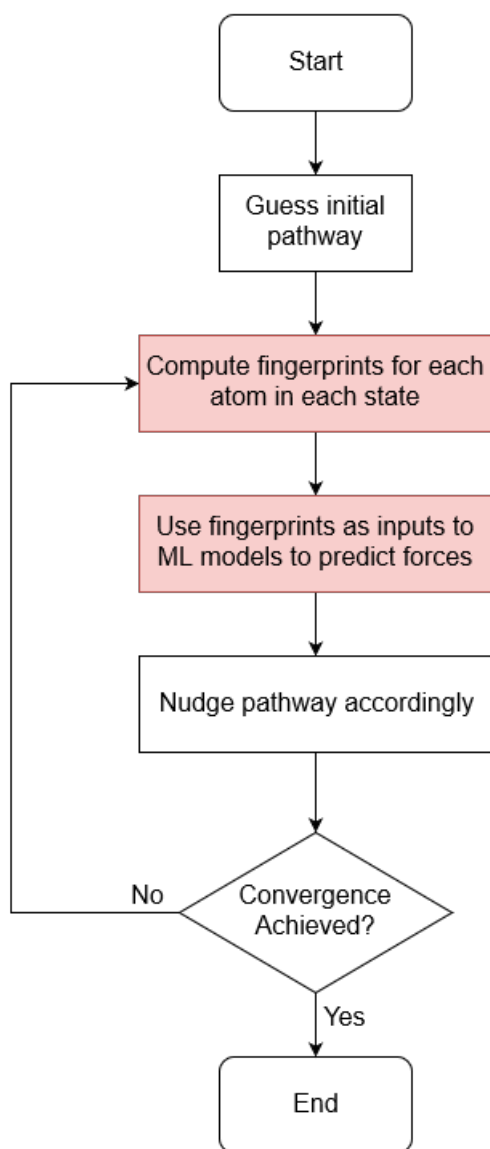 Start
Guess initial
pathway
Compute fingerprints for each
atom in each state
Use fingerprints as inputs to
ML models to predict forces
Nudge pathway accordingly
No
Convergence
Achieved?
Yes
End